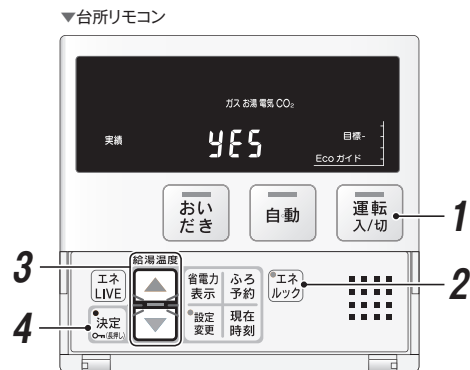 ▼台所リモコン
ガス お湯 電気 CO₂
実績
YES
目標-
Eco ガイド
おい
だき
自動
運転
入/切
1
3
給湯温度
エネ
LIVE
省電力
表示
ふろ
予約
エネ
ルック
2
4
決定
(長押し)
設定
変更
現在
時刻